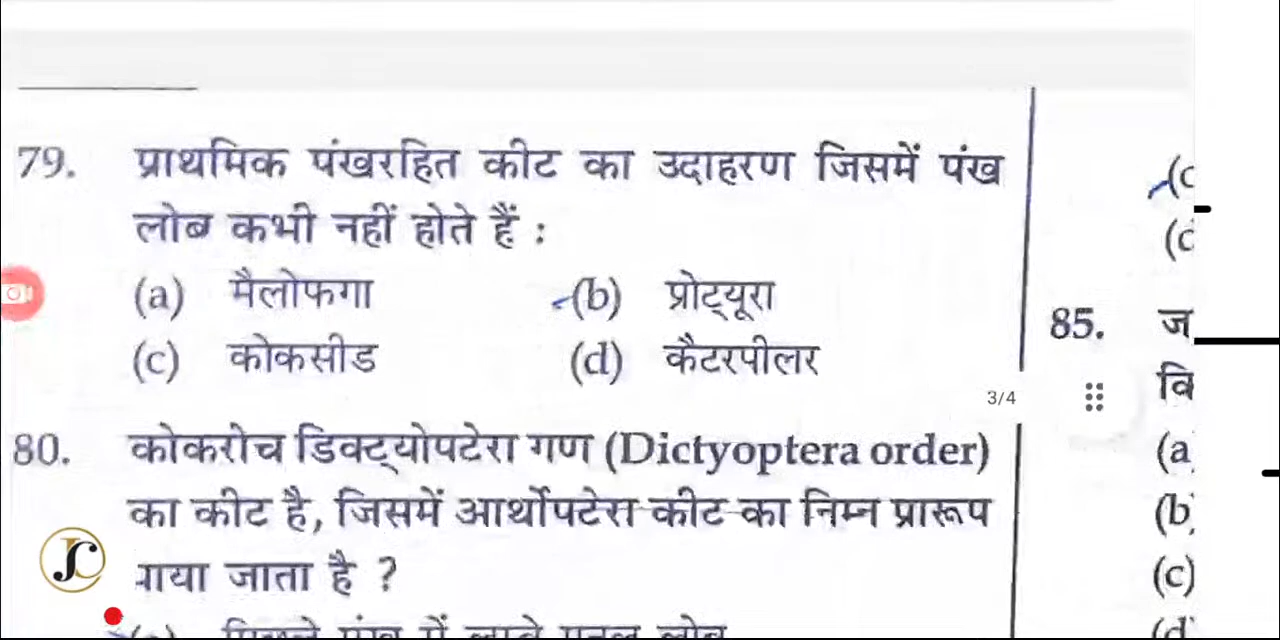 79. प्राथमिक पंखरहित कीट का उदाहरण जिसमें पंख
लोब कभी नहीं होते हैं :
(a) मैलोफगा (b) प्रोट्यूरा
(c) कोकसीड (d) कैटरपीलर
80. कोकरोच डिक्ट्योपटेरा गण (Dictyoptera order)
का कीट है, जिसमें आर्थोपटेरा कीट का निम्न प्रारूप
जाता है ?
3/4
85. ज
वि
(a
(b
(c)
(d